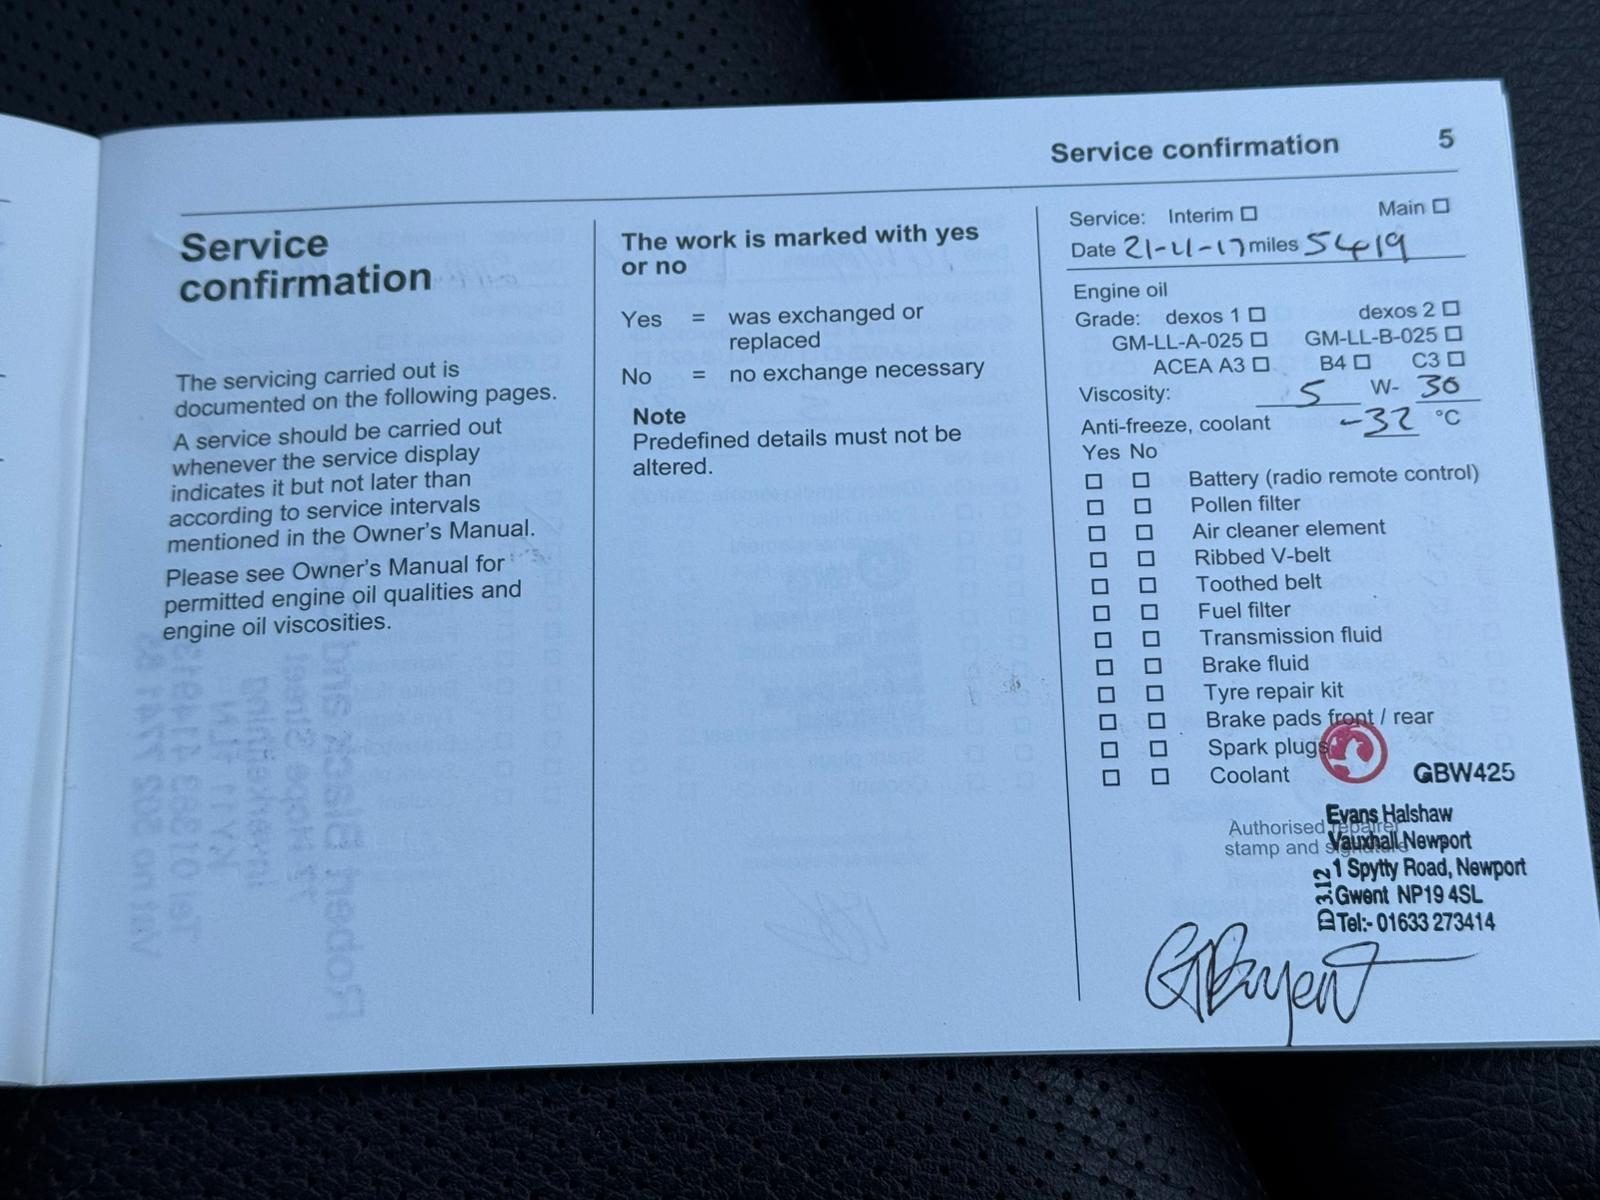 Service confirmation 5
Service
confirmation
The servicing carried out is
documented on the following pages.
A service should be carried out
whenever the service display
indicates it but not later than
according to service intervals
mentioned in the Owner's Manual.
Please see Owner's Manual for
permitted engine oil qualities and
engine oil viscosities.
The work is marked with yes
or no
Yes = was exchanged or
replaced
No = no exchange necessary
Note
Predefined details must not be
altered.
Service: Interim ☐ Main ☐
Date 21-11-17 miles 5419
Engine oil
Grade: dexos 1 ☐ dexos 2 ☐
GM-LL-A-025 ☐ GM-LL-B-025 ☐
ACEA A3 ☐ B4 ☐ C3 ☐
Viscosity: 5 W- 30
Anti-freeze, coolant -32 °C
Yes No
☐ ☐ Battery (radio remote control)
☐ ☐ Pollen filter
☐ ☐ Air cleaner element
☐ ☐ Ribbed V-belt
☐ ☐ Toothed belt
☐ ☐ Fuel filter
☐ ☐ Transmission fluid
☐ ☐ Brake fluid
☐ ☐ Tyre repair kit
☐ ☐ Brake pads front / rear
☐ ☐ Spark plugs
☐ ☐ Coolant
GBW425
Authorised repairer
stamp and signature
Evans Halshaw
Vauxhall Newport
1 Spytty Road, Newport
Gwent NP19 4SL
Tel:- 01633 273414